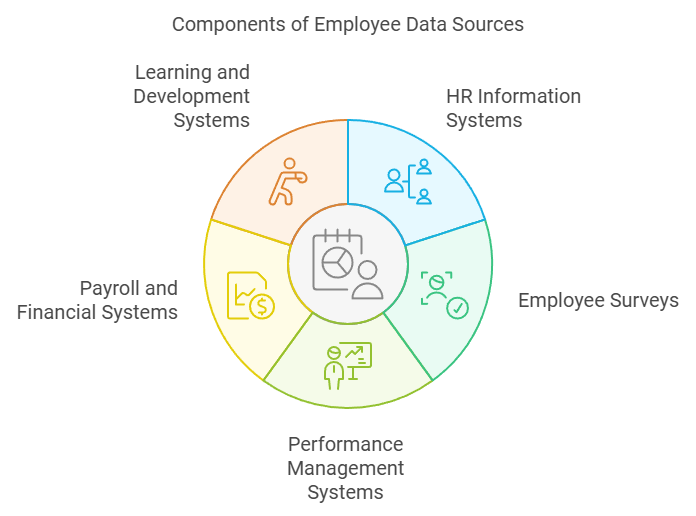 Components of Employee Data Sources
Learning and
Development
Systems
HR Information
Systems
Payroll and
Financial Systems
Employee Surveys
Performance
Management
Systems